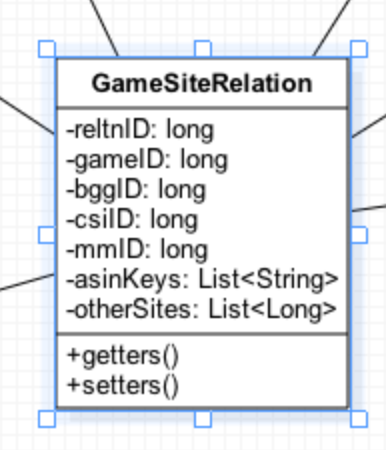 GameSiteRelation
-reltnID: long
-gameID: long
-bggID: long
-csiID: long
-mmID: long
-asinKeys: List<String>
-otherSites: List<Long>
+getters()
+setters()